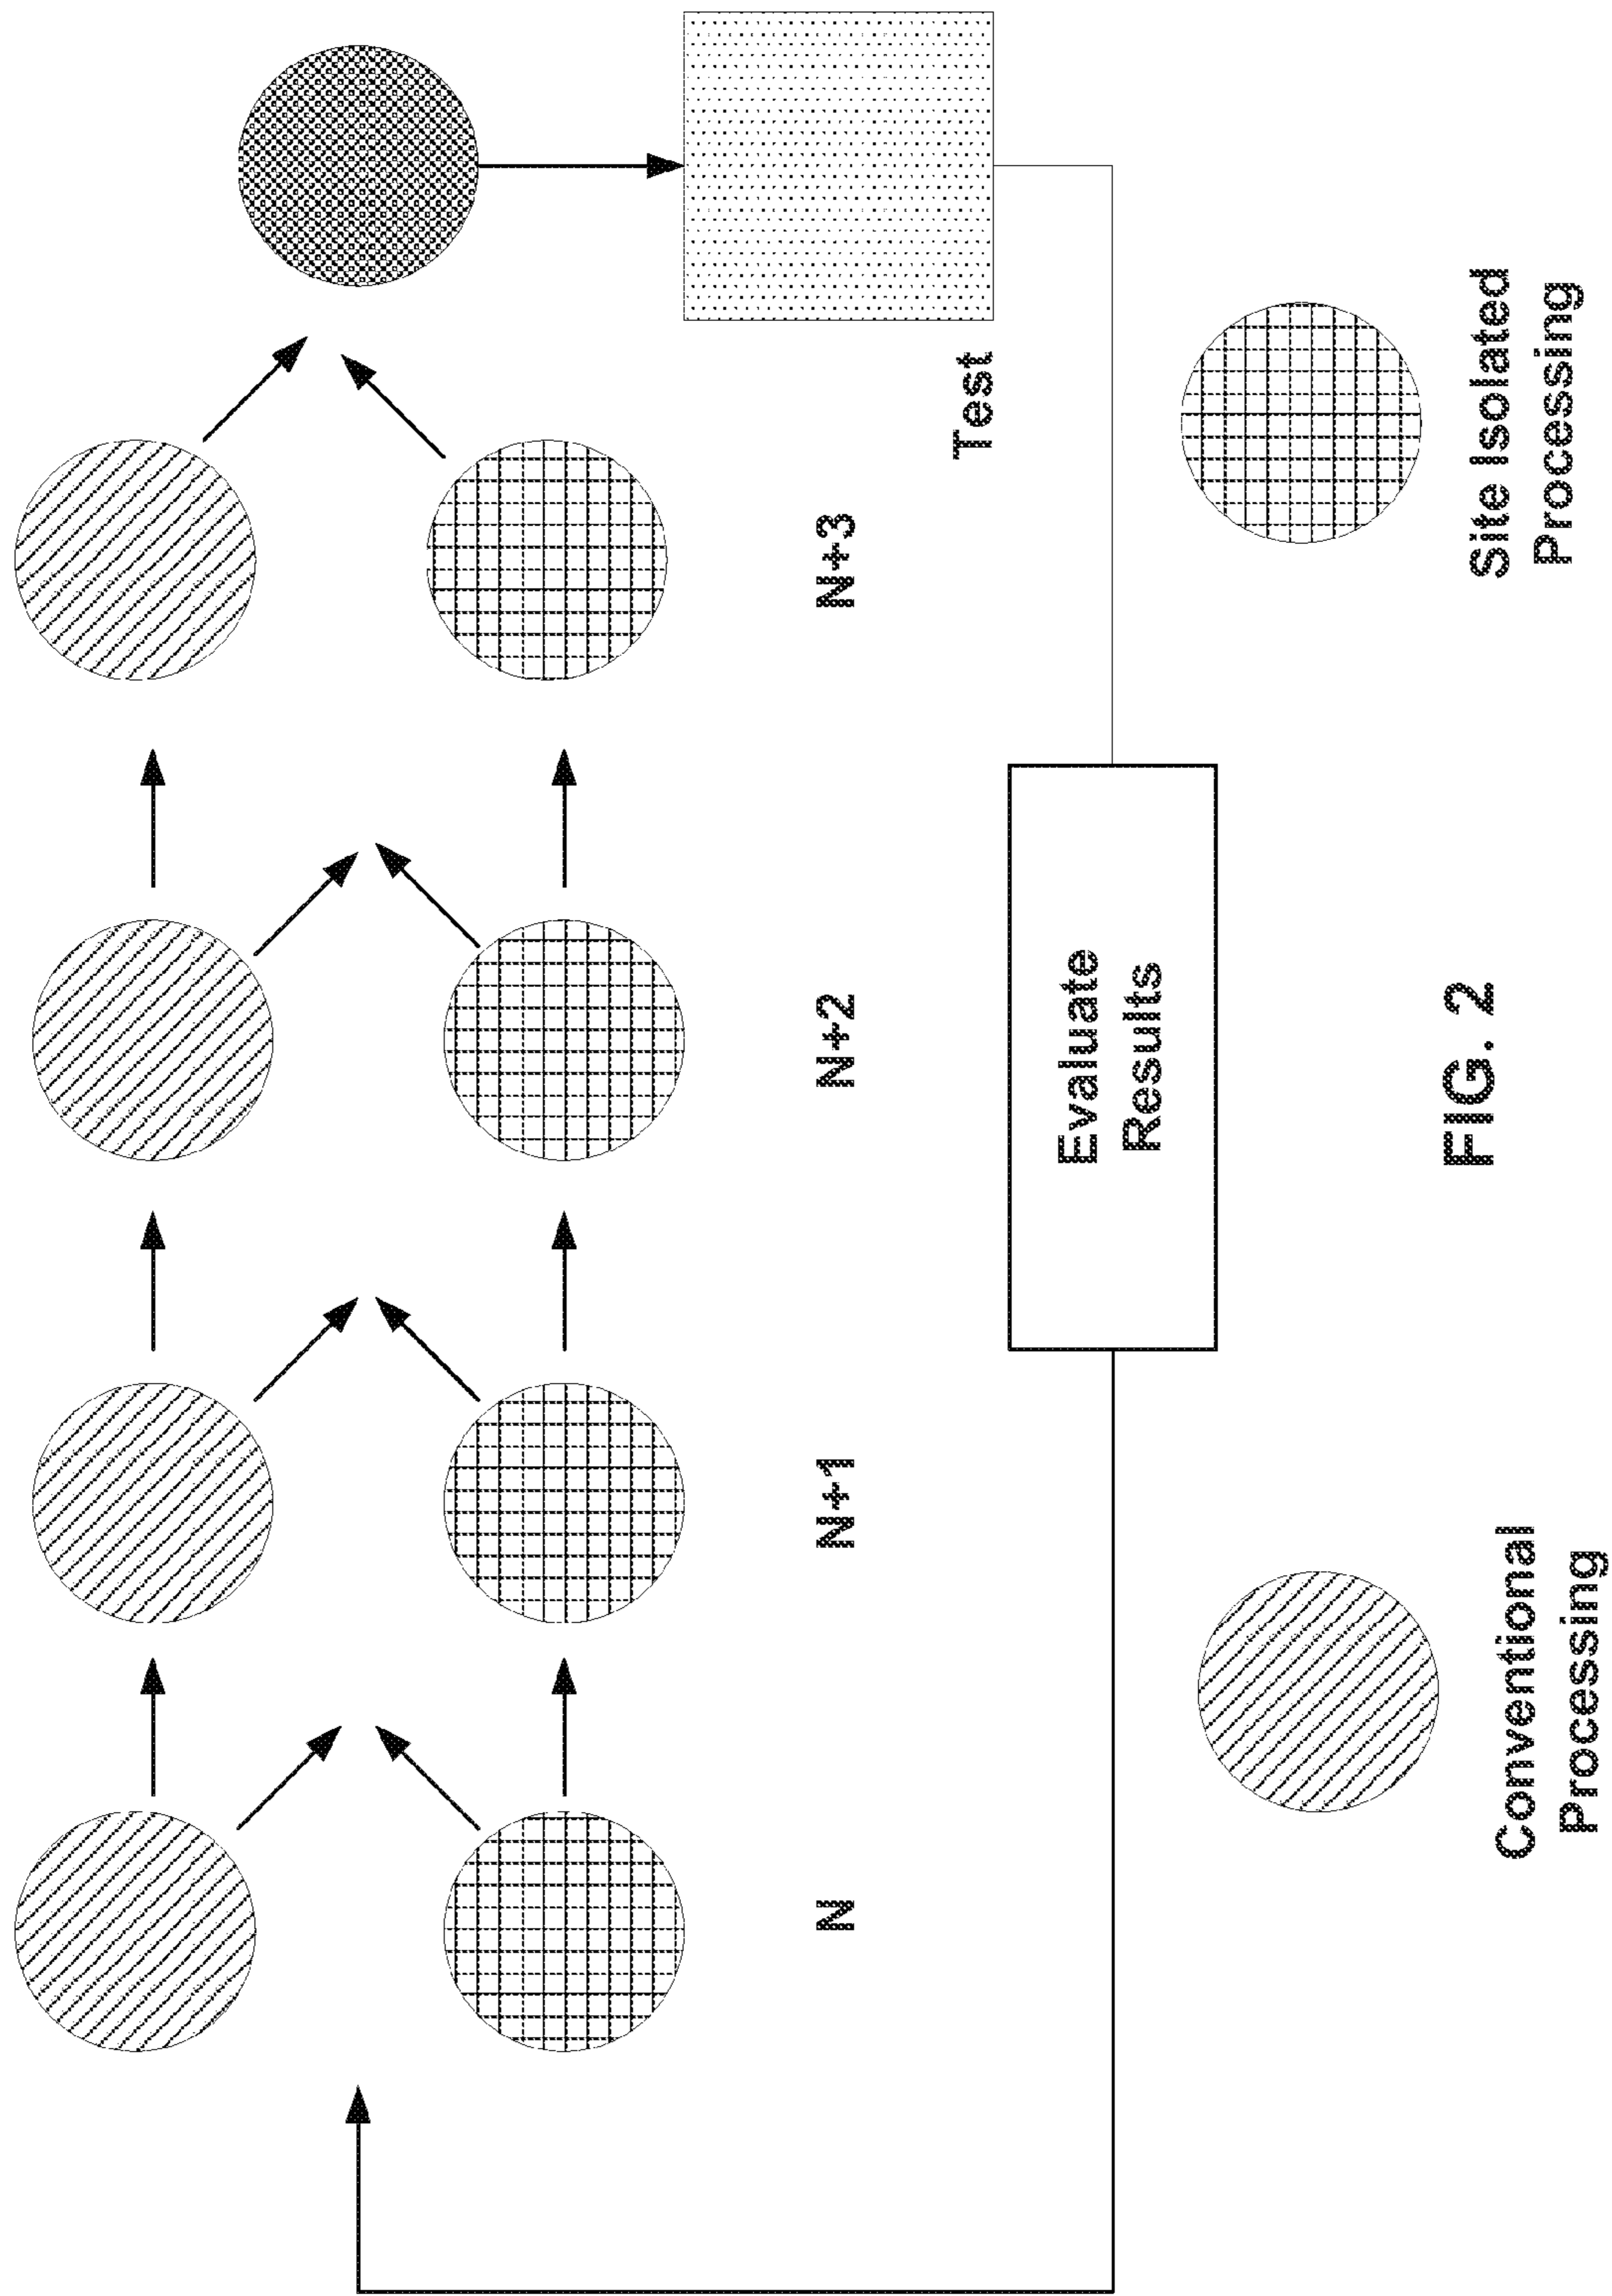 N
N+1
N+2
N+3
Test
Evaluate
Results
Conventional
Processing
Site Isolated
Processing
FIG. 2